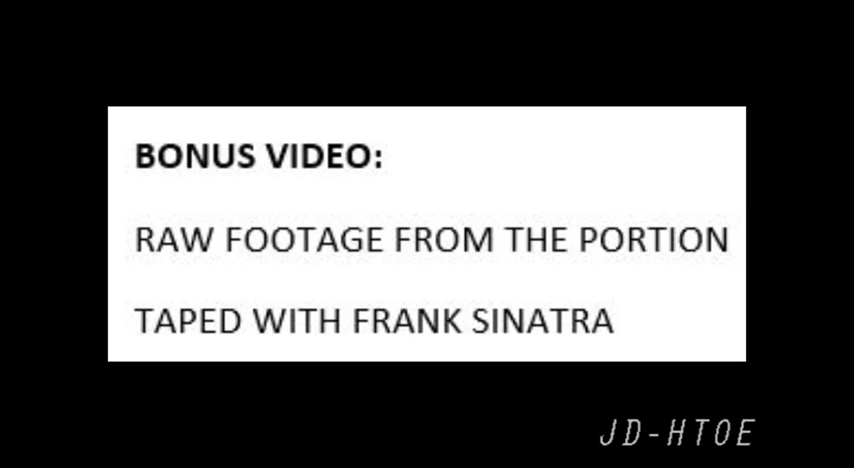 BONUS VIDEO:
RAW FOOTAGE FROM THE PORTION
TAPED WITH FRANK SINATRA
JD-HTOE